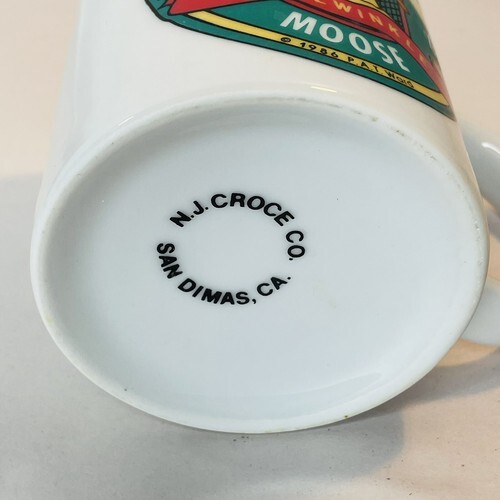 MOOSE
© 1986 P.A.T Ward
N.J. CROCE CO.
SAN DIMAS, CA.